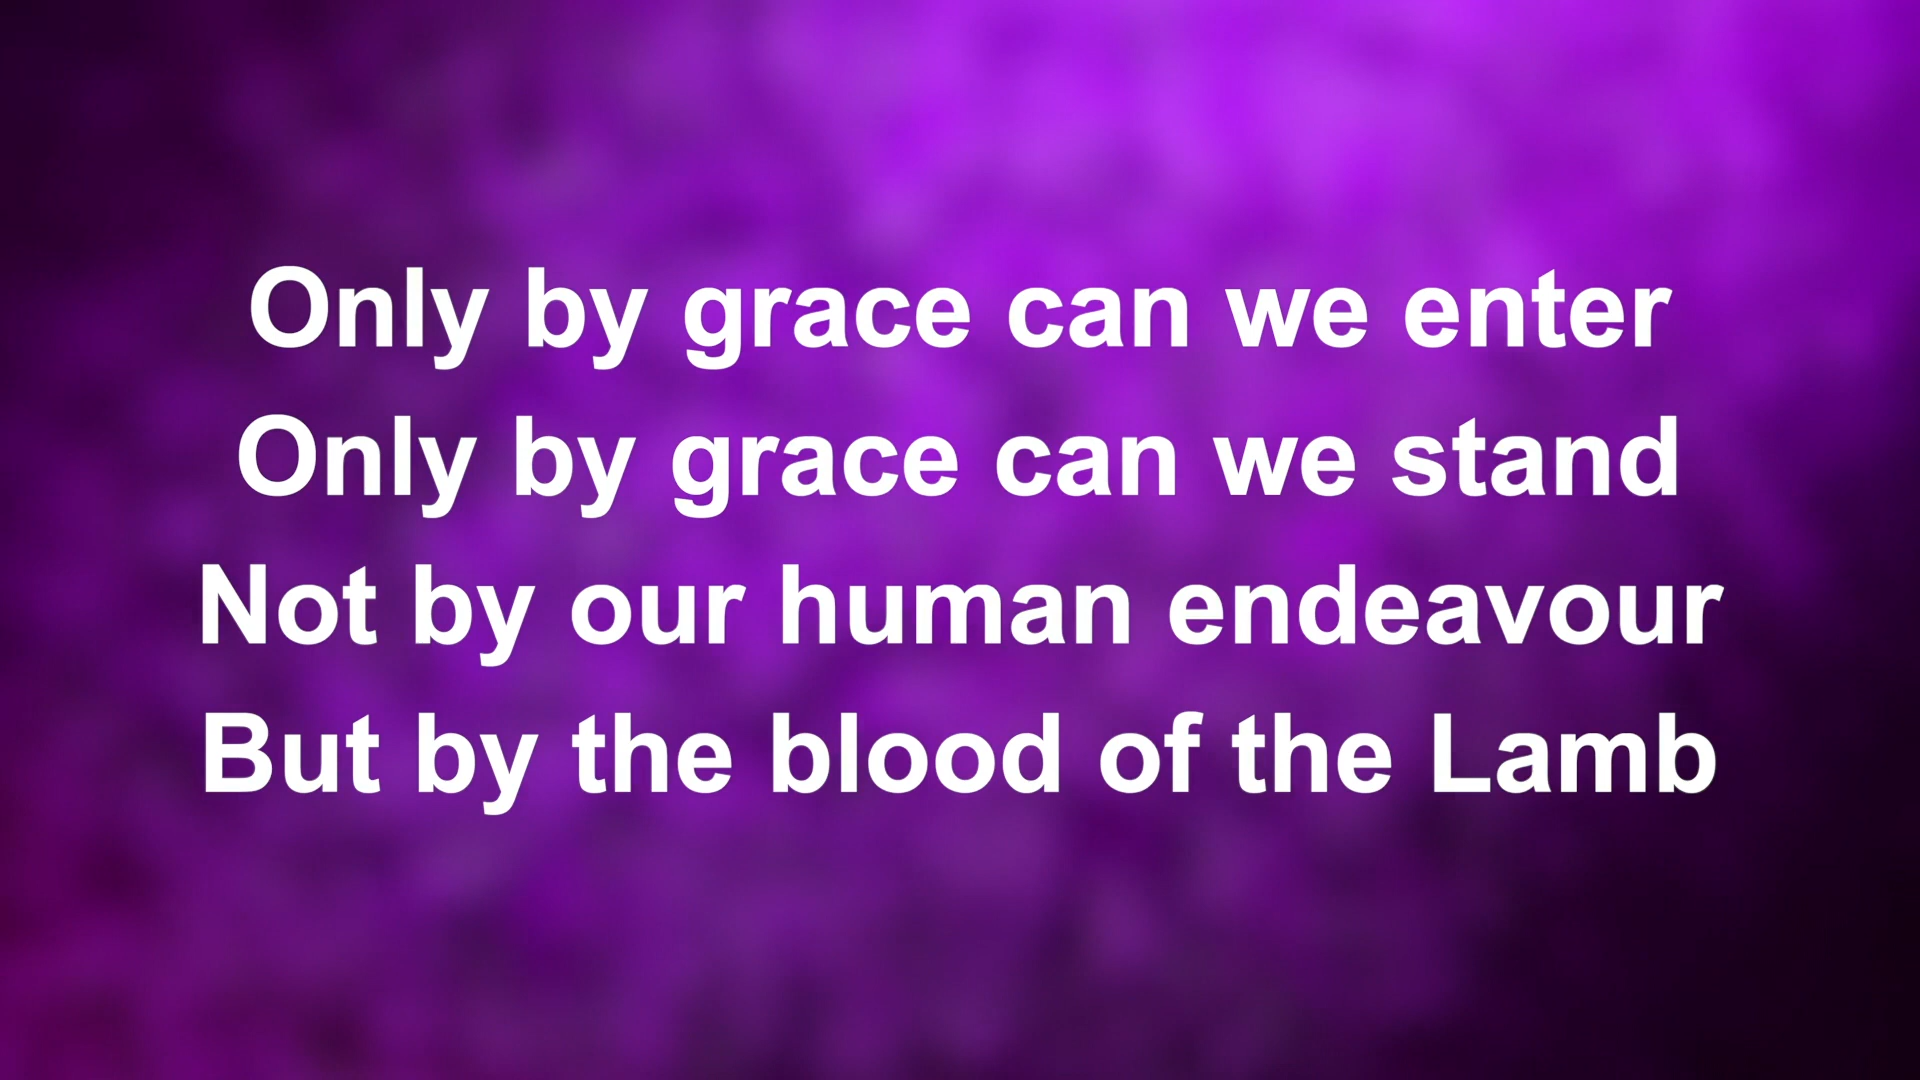 Only by grace can we enter
Only by grace can we stand
Not by our human endeavour
But by the blood of the Lamb